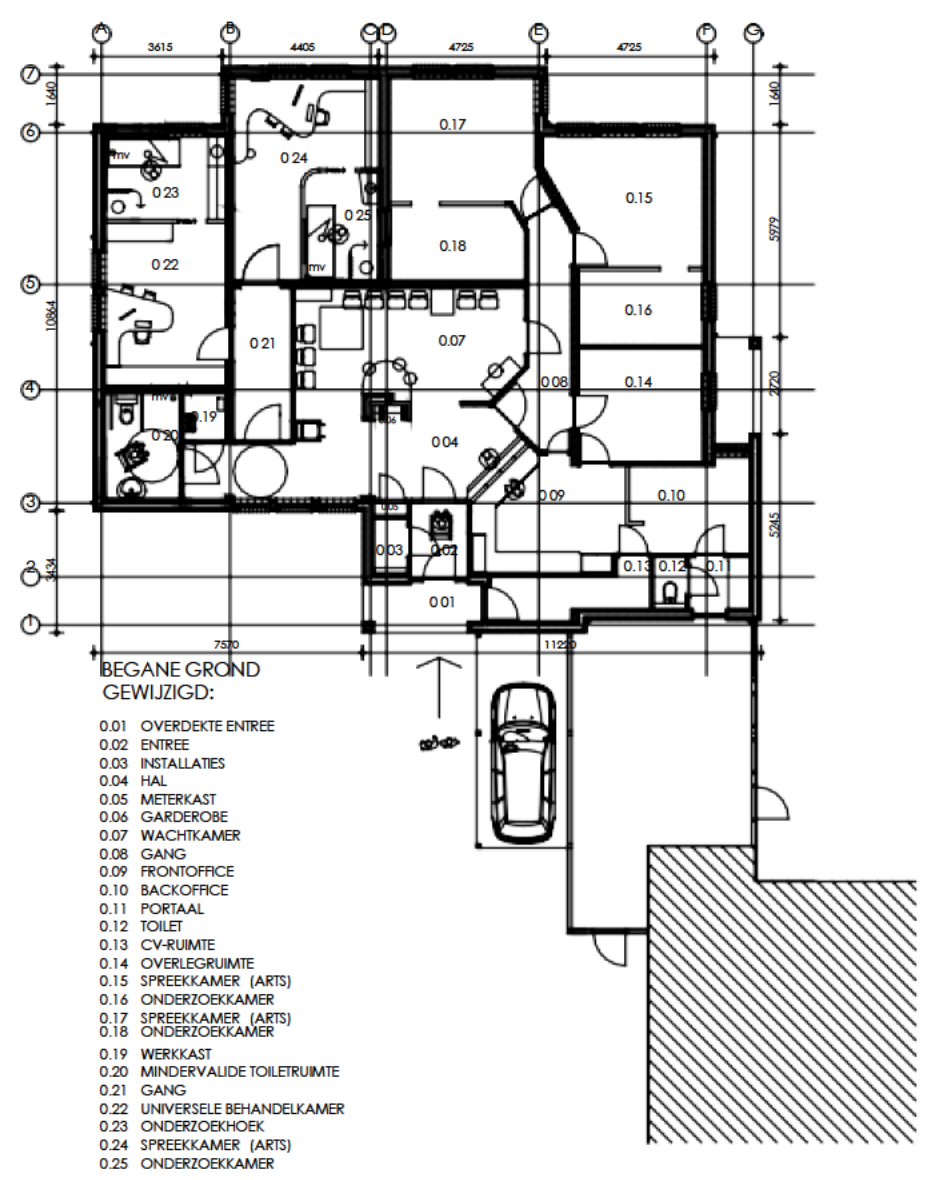 A B C D E F G
3615 4405 4725 4725
7
1640 1640
6
0.17
mv
0 24
0 23
0.15
0 25
5979
0.18
0 22
mv
5
10864
0.16
0 21
0.07
4
0 08
0.14
2720
mv
0.19
0.06
0 20
0 04
3
0 09
0.10
0.05
5245
0 03
0 02
2
3434
0.13
0.12
0.11
0 01
1
7570 11220
BEGANE GROND
GEWIJZIGD:
0.01 OVERDEKTE ENTREE
0.02 ENTREE
0.03 INSTALLATIES
0.04 HAL
0.05 METERKAST
0.06 GARDEROBE
0.07 WACHTKAMER
0.08 GANG
0.09 FRONTOFFICE
0.10 BACKOFFICE
0.11 PORTAAL
0.12 TOILET
0.13 CV-RUIMTE
0.14 OVERLEGRUIMTE
0.15 SPREEKKAMER (ARTS)
0.16 ONDERZOEKKAMER
0.17 SPREEKKAMER (ARTS)
0.18 ONDERZOEKKAMER
0.19 WERKKAST
0.20 MINDERVALIDE TOILETRUIMTE
0.21 GANG
0.22 UNIVERSELE BEHANDELKAMER
0.23 ONDERZOEKHOEK
0.24 SPREEKKAMER (ARTS)
0.25 ONDERZOEKKAMER